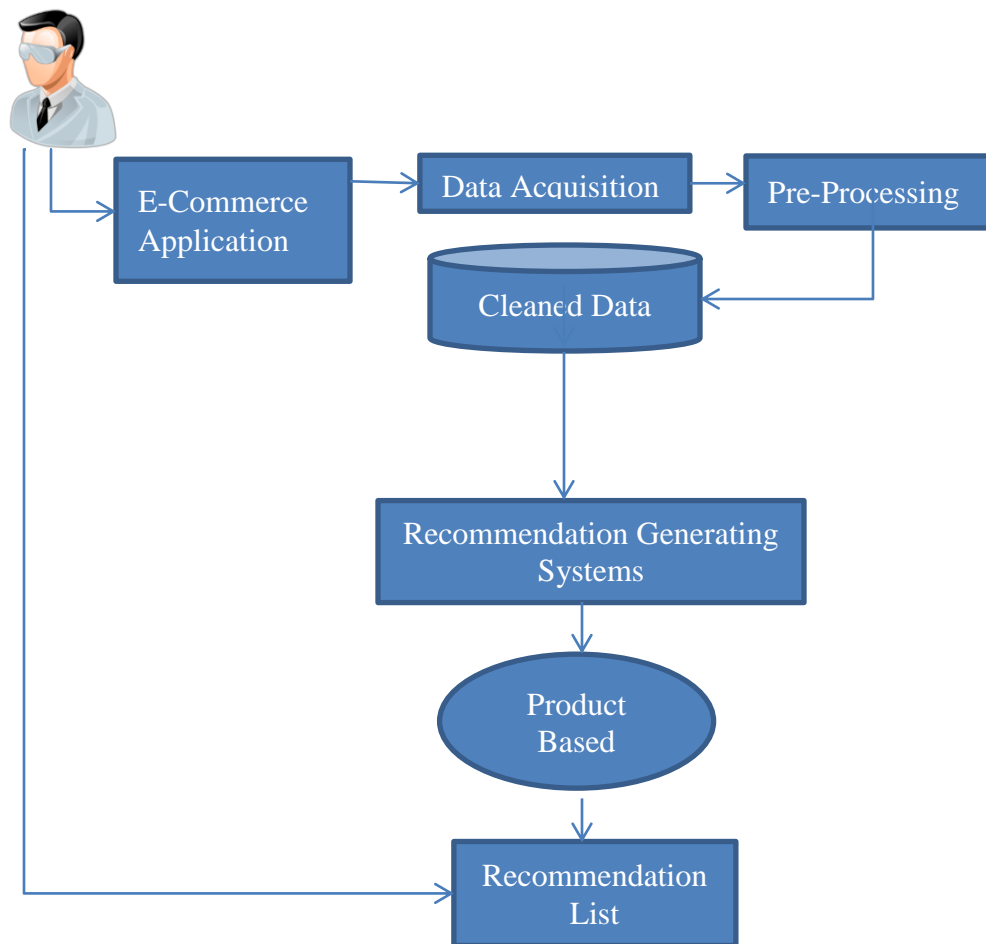 E-Commerce
Application
Data Acquisition
Pre-Processing
Cleaned Data
Recommendation Generating
Systems
Product
Based
Recommendation
List